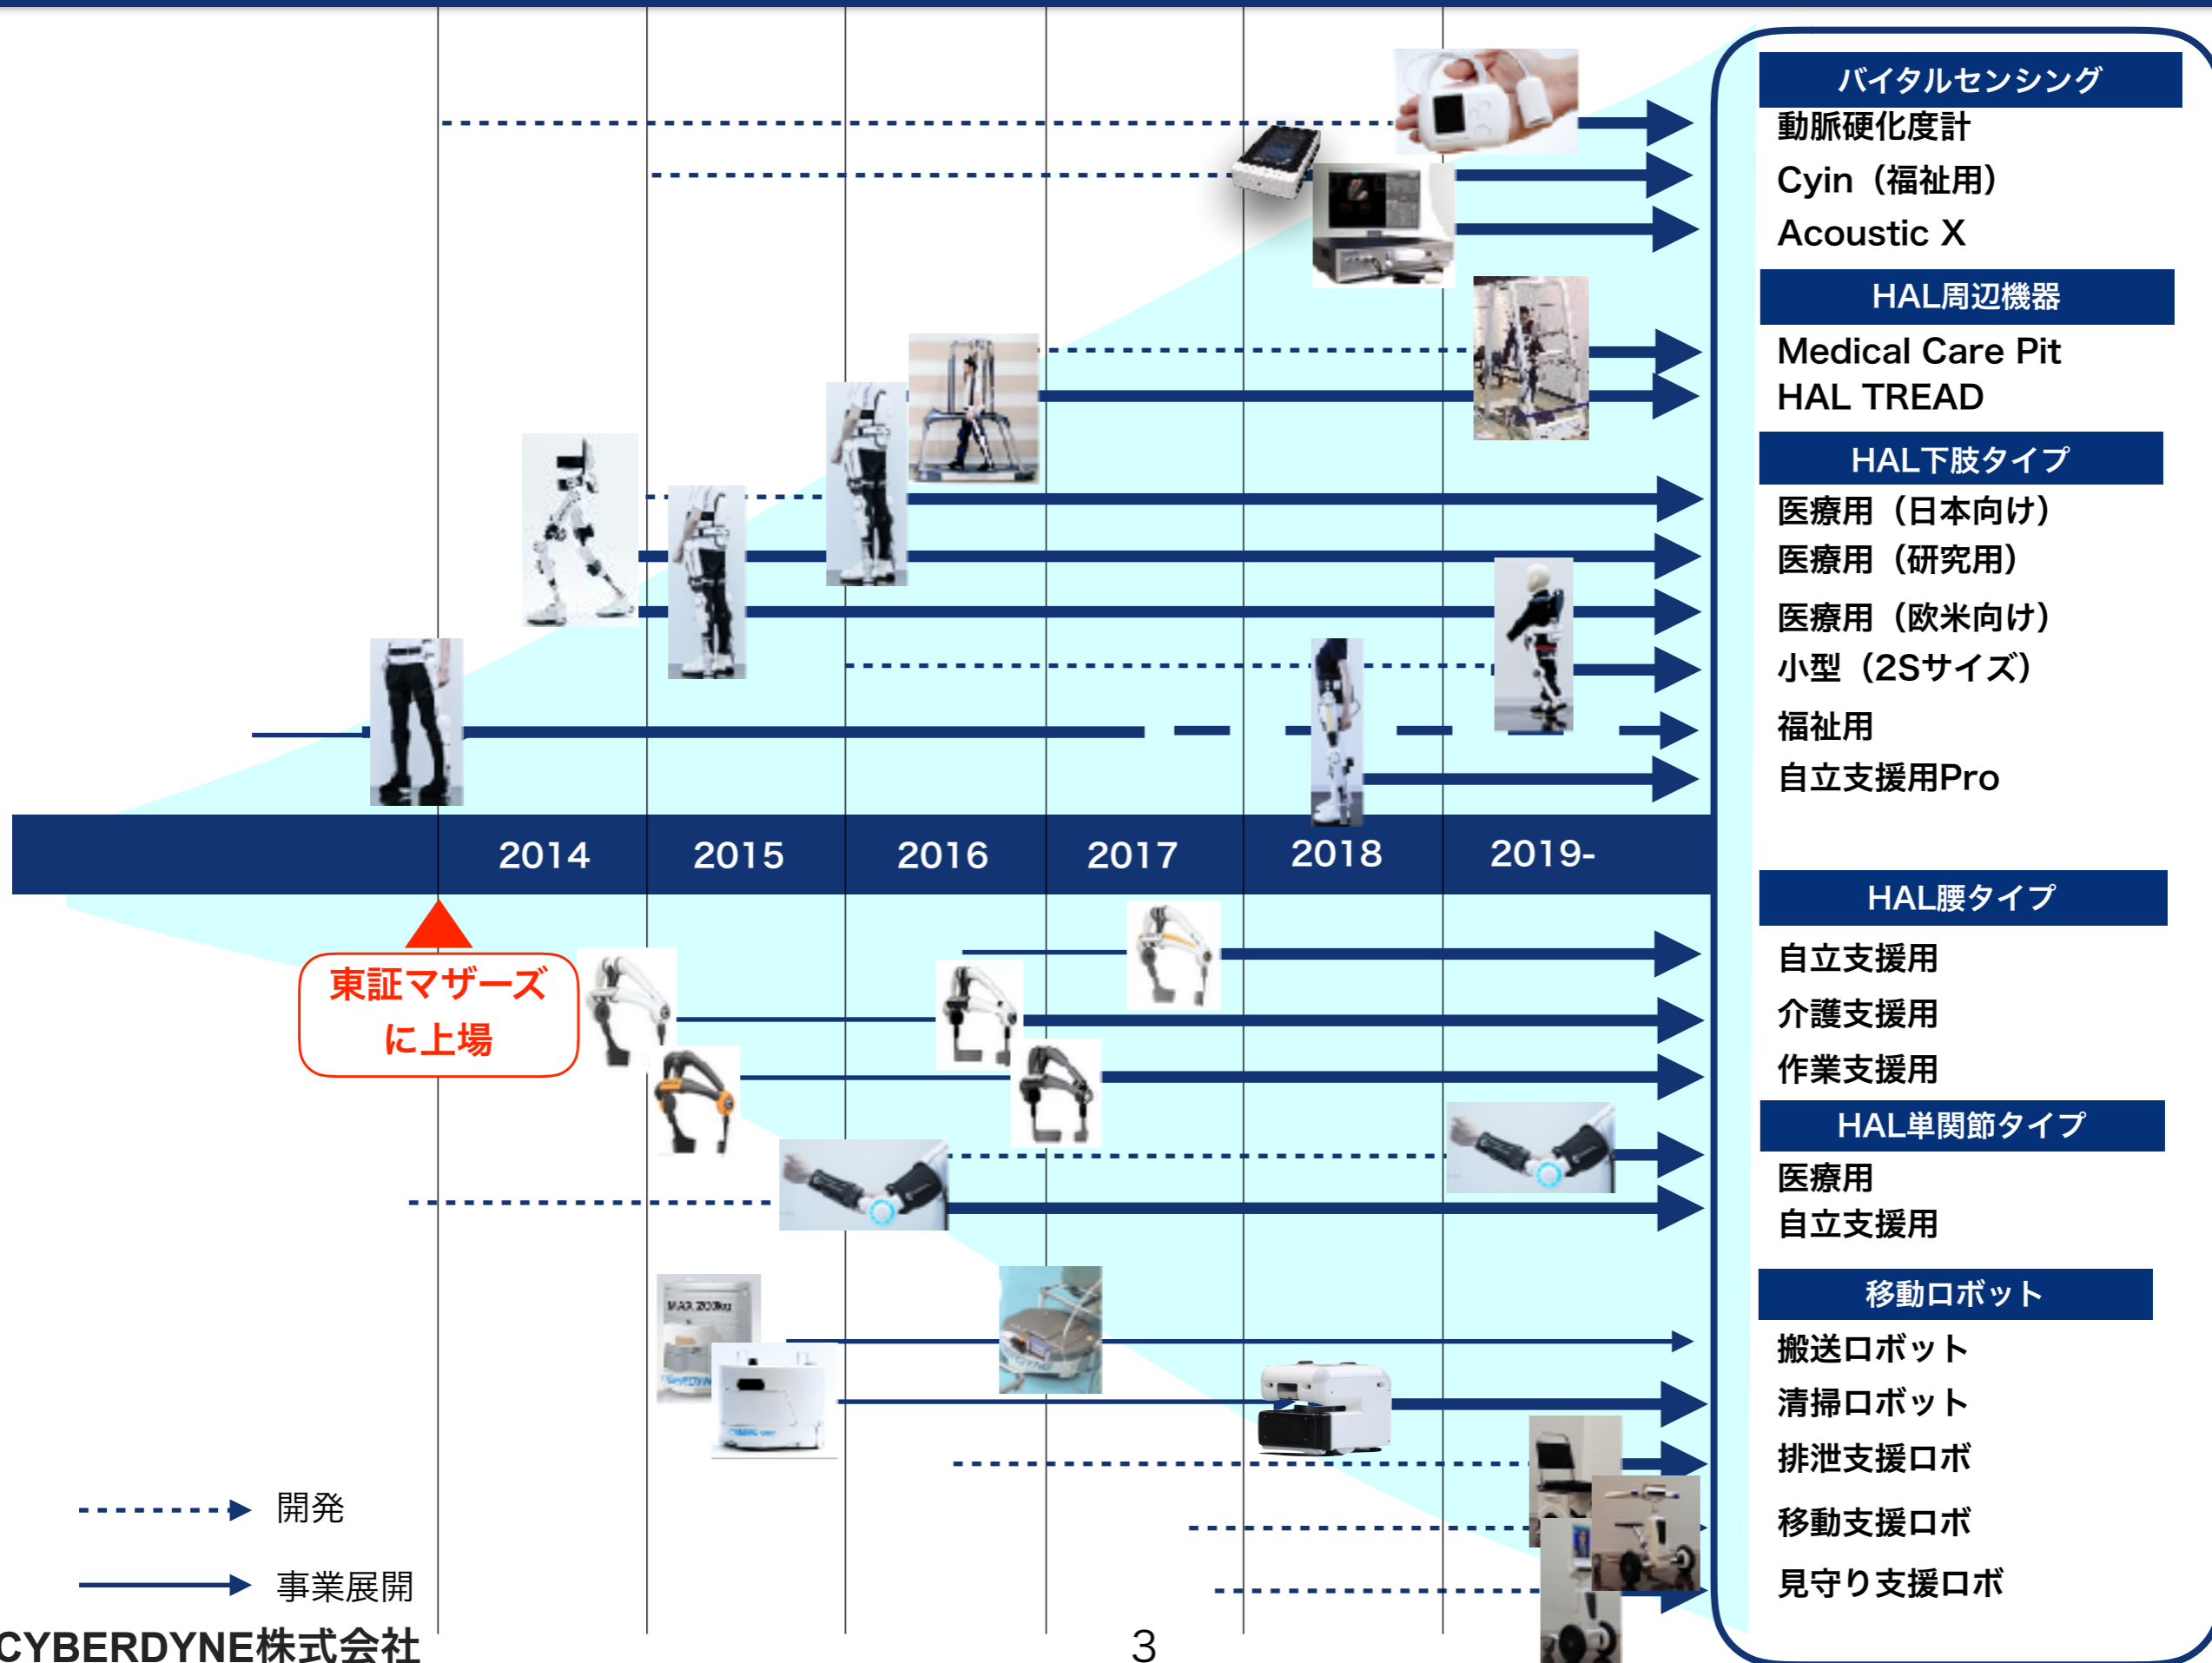 バイタルセンシング
動脈硬化度計
Cyin（福祉用）
Acoustic X
HAL周辺機器
Medical Care Pit
HAL TREAD
HAL下肢タイプ
医療用（日本向け）
医療用（研究用）
医療用（欧米向け）
小型（2Sサイズ）
福祉用
自立支援用Pro
2014 2015 2016 2017 2018 2019-
東証マザーズ
に上場
HAL腰タイプ
自立支援用
介護支援用
作業支援用
HAL単関節タイプ
医療用
自立支援用
移動ロボット
搬送ロボット
清掃ロボット
排泄支援ロボ
移動支援ロボ
見守り支援ロボ
MAX 200kg
開発
事業展開
CYBERDYNE株式会社
3